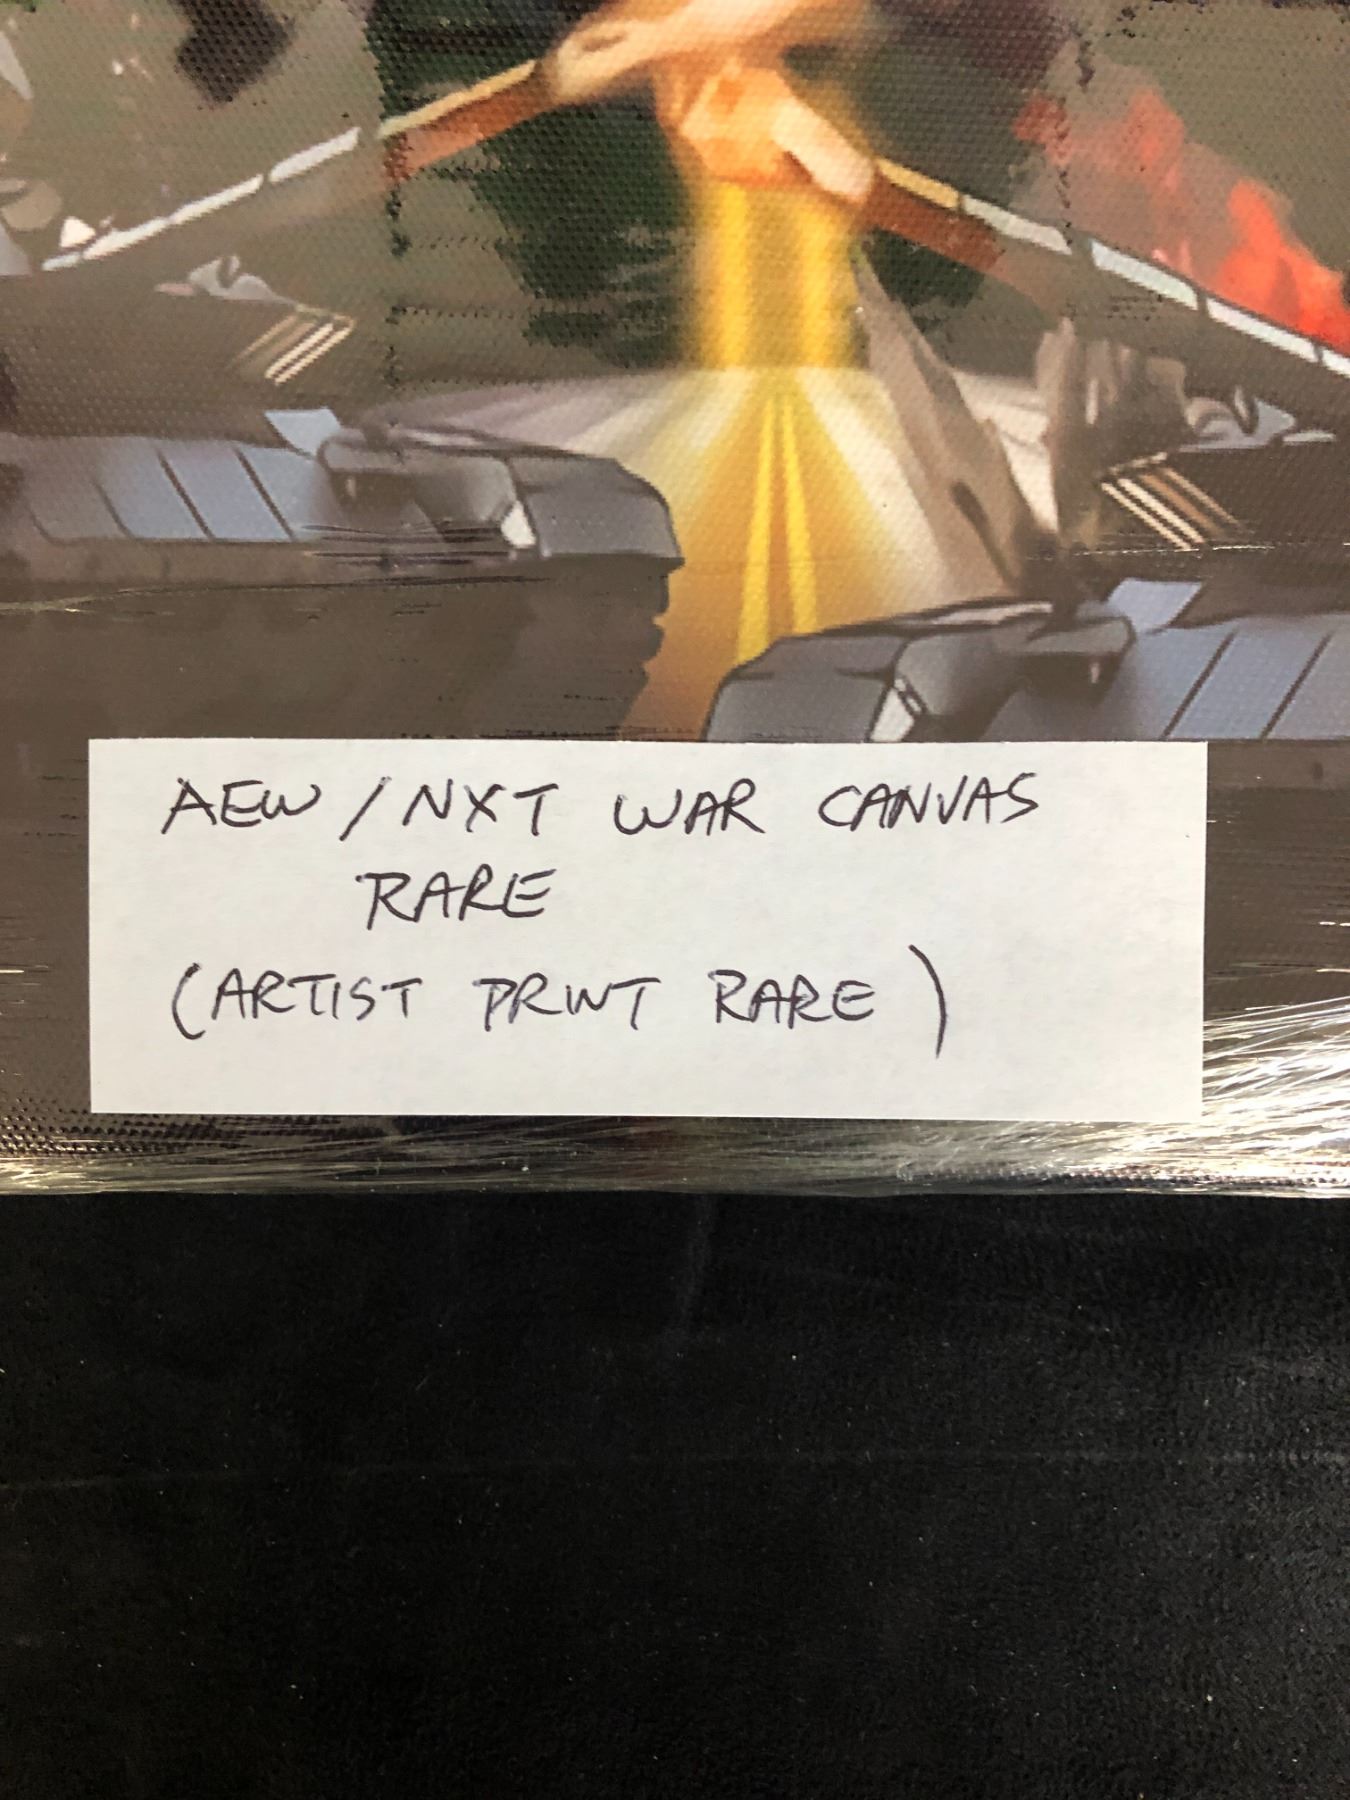 AEW / NXT WAR CANVAS
RARE
(ARTIST PRINT RARE)